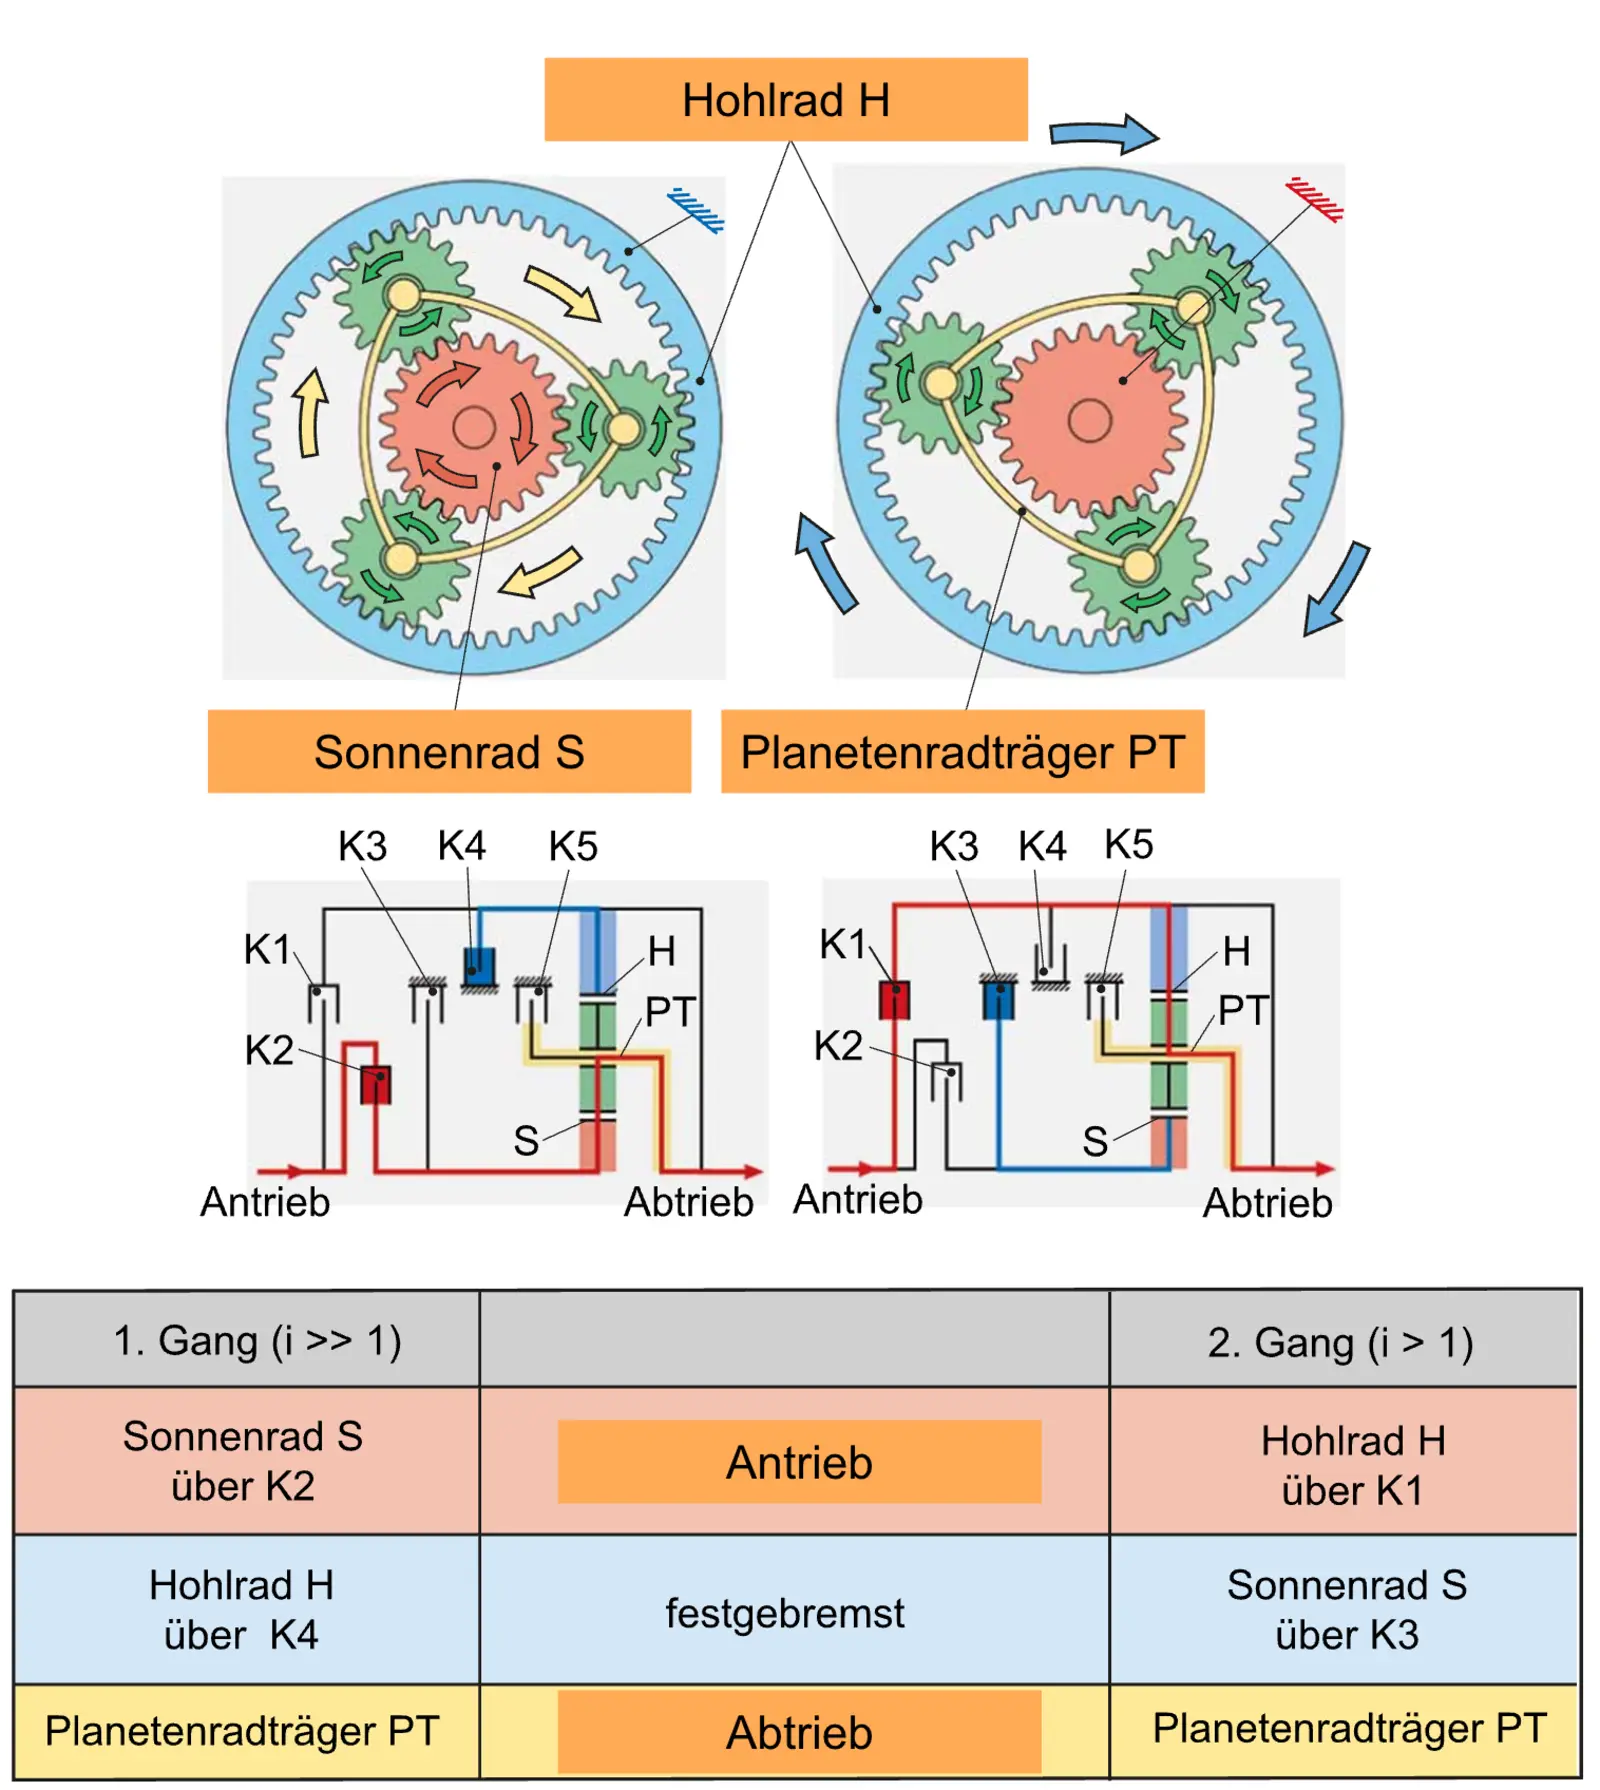 Hohlrad H
Sonnenrad S
Planetenradträger PT
K3
K4
K5
K1
H
PT
K2
S
Antrieb
Abtrieb
K3
K4
K5
K1
H
PT
K2
S
Antrieb
Abtrieb
1. Gang (i >> 1)
2. Gang (i > 1)
Sonnenrad S
über K2
Antrieb
Hohlrad H
über K1
Hohlrad H
über K4
festgebremst
Sonnenrad S
über K3
Planetenradträger PT
Abtrieb
Planetenradträger PT